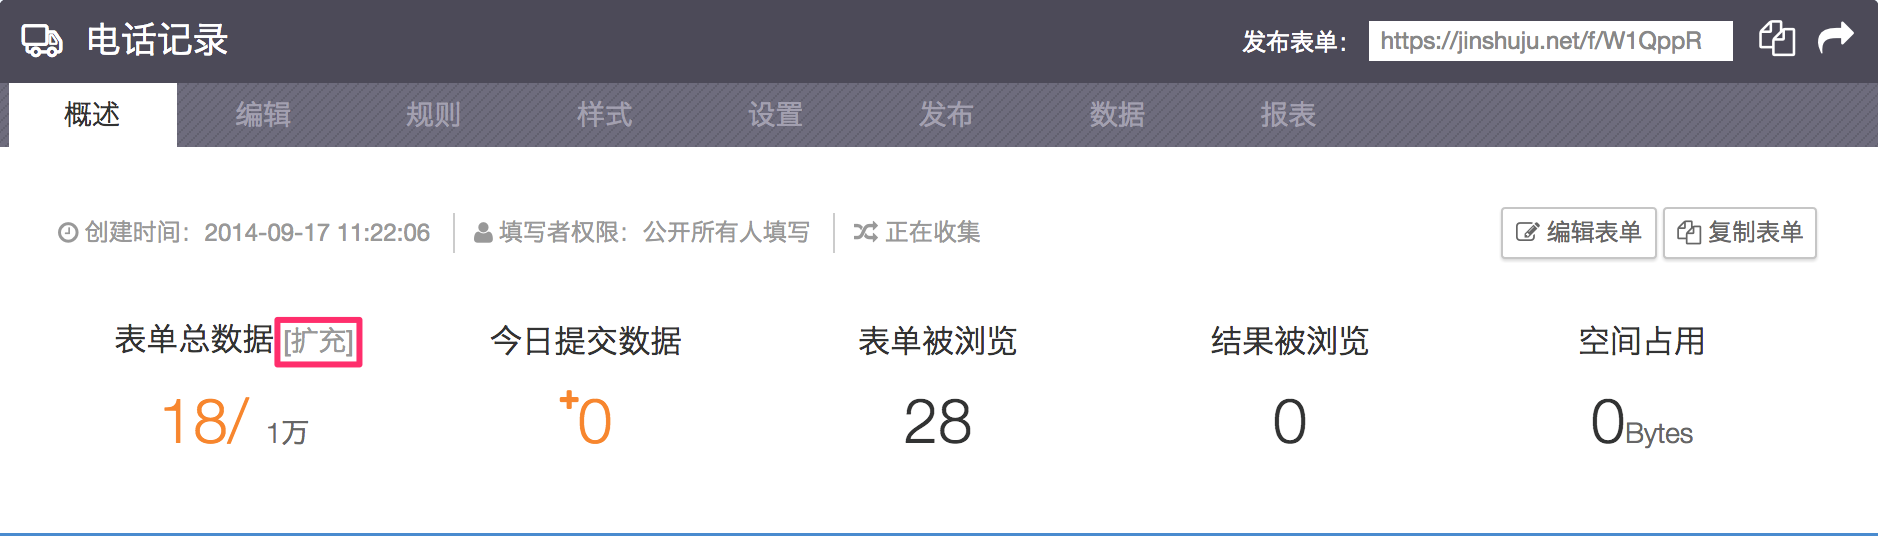 电话记录
发布表单： https://jinshuju.net/f/W1QppR
概述 编辑 规则 样式 设置 发布 数据 报表
创建时间：2014-09-17 11:22:06 填写者权限：公开所有人填写 正在收集 编辑表单 复制表单
表单总数据 [扩充] 今日提交数据 表单被浏览 结果被浏览 空间占用
18/ 1万 +0 28 0 0Bytes